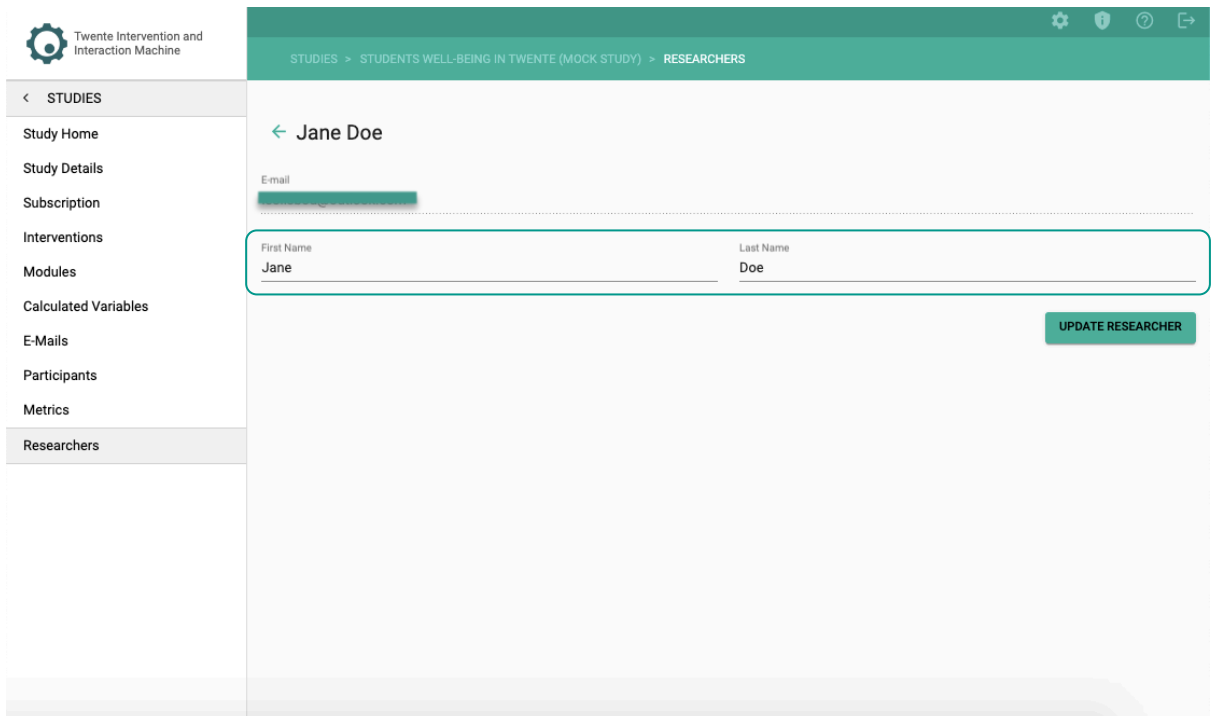 Twente Intervention and
Interaction Machine
STUDIES > STUDENTS WELL-BEING IN TWENTE (MOCK STUDY) > RESEARCHERS
< STUDIES
Study Home
Study Details
Subscription
Interventions
Modules
Calculated Variables
E-Mails
Participants
Metrics
Researchers
← Jane Doe
E-mail
First Name
Jane
Last Name
Doe
UPDATE RESEARCHER